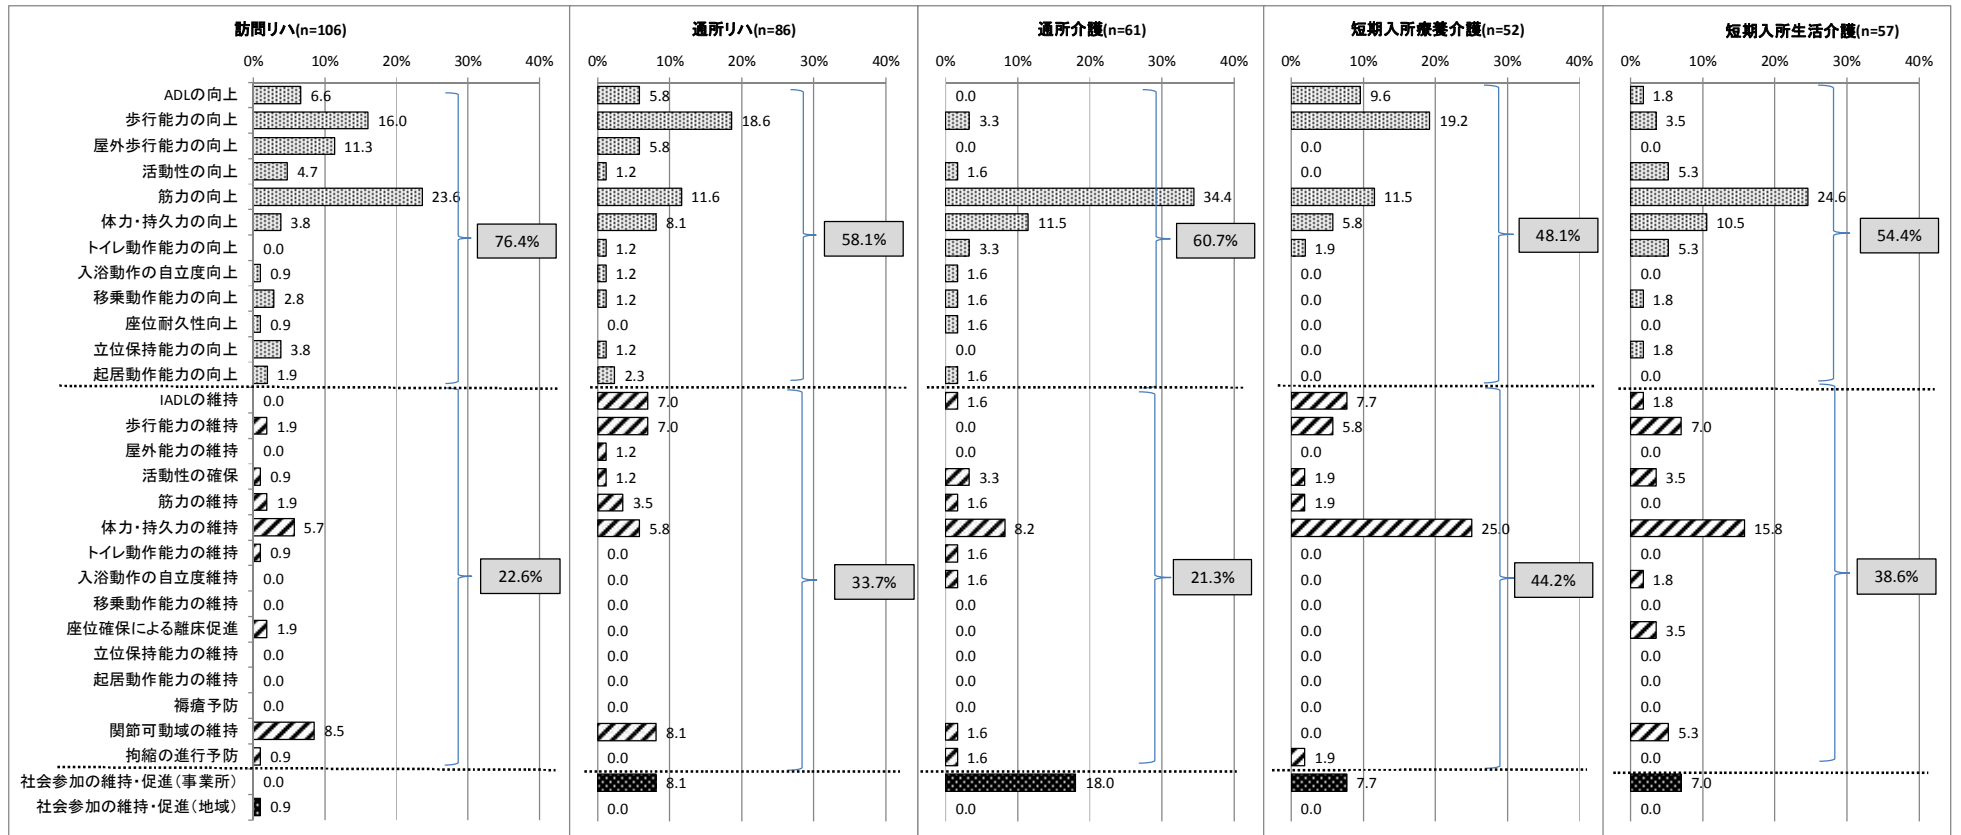 訪問リハ(n=106) 通所リハ(n=86) 通所介護(n=61) 短期入所療養介護(n=52) 短期入所生活介護(n=57)
0% 10% 20% 30% 40% 0% 10% 20% 30% 40% 0% 10% 20% 30% 40% 0% 10% 20% 30% 40% 0% 10% 20% 30% 40%
ADLの向上 6.6 5.8 0.0 9.6 1.8
歩行能力の向上 16.0 18.6 3.3 19.2 3.5
屋外歩行能力の向上 11.3 5.8 0.0 0.0 0.0
活動性の向上 4.7 1.2 1.6 0.0 5.3
筋力の向上 23.6 11.6 34.4 11.5 24.6
体力・持久力の向上 3.8 8.1 11.5 5.8 10.5
76.4% 58.1% 60.7% 48.1% 54.4%
トイレ動作能力の向上 0.0 1.2 3.3 1.9 5.3
入浴動作の自立度向上 0.9 1.2 1.6 0.0 0.0
移乗動作能力の向上 2.8 1.2 1.6 0.0 1.8
座位耐久性向上 0.9 0.0 1.6 0.0 0.0
立位保持能力の向上 3.8 1.2 0.0 0.0 1.8
起居動作能力の向上 1.9 2.3 1.6 0.0 0.0
IADLの維持 0.0 7.0 1.6 7.7 1.8
歩行能力の維持 1.9 7.0 0.0 5.8 7.0
屋外能力の維持 0.0 1.2 0.0 0.0 0.0
活動性の確保 0.9 1.2 3.3 1.9 3.5
筋力の維持 1.9 3.5 1.6 1.9 0.0
体力・持久力の維持 5.7 5.8 8.2 25.0 15.8
トイレ動作能力の維持 0.9 0.0 1.6 0.0 0.0
22.6% 33.7% 21.3% 44.2% 38.6%
入浴動作の自立度維持 0.0 0.0 1.6 0.0 1.8
移乗動作能力の維持 0.0 0.0 0.0 0.0 0.0
座位確保による離床促進 1.9 0.0 0.0 0.0 3.5
立位保持能力の維持 0.0 0.0 0.0 0.0 0.0
起居動作能力の維持 0.0 0.0 0.0 0.0 0.0
褥瘡予防 0.0 0.0 0.0 0.0 0.0
関節可動域の維持 8.5 8.1 1.6 0.0 5.3
拘縮の進行予防 0.9 0.0 1.6 1.9 0.0
社会参加の維持・促進(事業所) 0.0 8.1 18.0 7.7 7.0
社会参加の維持・促進(地域) 0.9 0.0 0.0 0.0 0.0